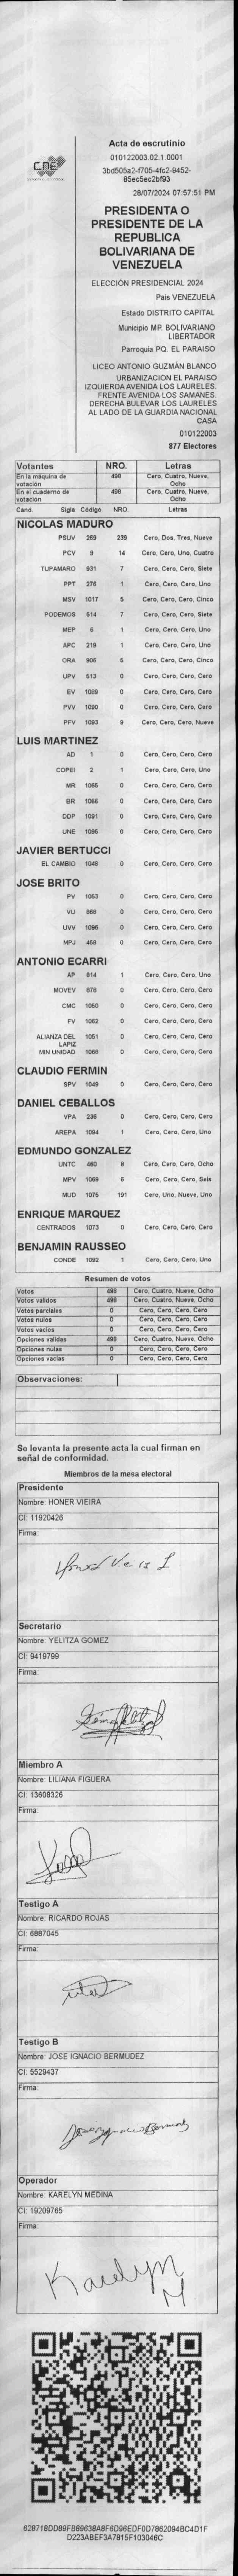 CNE
Acta de escrutinio
010122003.02.1.0001
3bd505a2-f705-4fc2-9452-
85ec5ec2bf93
28/07/2024 07:57:51 PM
PRESIDENTA O
PRESIDENTE DE LA
REPUBLICA
BOLIVARIANA DE
VENEZUELA
ELECCIÓN PRESIDENCIAL 2024
Pais VENEZUELA
Estado DISTRITO CAPITAL
Municipio MP. BOLIVARIANO
LIBERTADOR
Parroquia PQ. EL PARAISO
LICEO ANTONIO GUZMÁN BLANCO
URBANIZACION EL PARAISO
IZQUIERDA AVENIDA LOS LAURELES.
FRENTE AVENIDA LOS SAMANES.
DERECHA BULEVAR LOS LAURELES
AL LADO DE LA GUARDIA NACIONAL
CASA
010122003
877 Electores
Votantes NRO. Letras
En la máquina de votación 498 Cero, Cuatro, Nueve, Ocho
En el cuaderno de votación 498 Cero, Cuatro, Nueve, Ocho
Cand Sigla Código NRO. Letras
NICOLAS MADURO
PSUV 269 239 Cero, Dos, Tres, Nueve
PCV 9 14 Cero, Cero, Uno, Cuatro
TUPAMARO 931 7 Cero, Cero, Cero, Siete
PPT 276 1 Cero, Cero, Cero, Uno
MSV 1017 5 Cero, Cero, Cero, Cinco
PODEMOS 514 7 Cero, Cero, Cero, Siete
MEP 6 1 Cero, Cero, Cero, Uno
APC 219 1 Cero, Cero, Cero, Uno
ORA 906 5 Cero, Cero, Cero, Cinco
UPV 513 0 Cero, Cero, Cero, Cero
EV 1089 0 Cero, Cero, Cero, Cero
PVV 1090 0 Cero, Cero, Cero, Cero
PFV 1093 9 Cero, Cero, Cero, Nueve
LUIS MARTINEZ
AD 1 0 Cero, Cero, Cero, Cero
COPEI 2 1 Cero, Cero, Cero, Uno
MR 1065 0 Cero, Cero, Cero, Cero
BR 1066 0 Cero, Cero, Cero, Cero
DDP 1091 0 Cero, Cero, Cero, Cero
UNE 1095 0 Cero, Cero, Cero, Cero
JAVIER BERTUCCI
EL CAMBIO 1048 0 Cero, Cero, Cero, Cero
JOSE BRITO
PV 1053 0 Cero, Cero, Cero, Cero
VU 868 0 Cero, Cero, Cero, Cero
UVV 1096 0 Cero, Cero, Cero, Cero
MPJ 458 0 Cero, Cero, Cero, Cero
ANTONIO ECARRI
AP 814 1 Cero, Cero, Cero, Uno
MOVEV 878 0 Cero, Cero, Cero, Cero
CMC 1060 0 Cero, Cero, Cero, Cero
FV 1062 0 Cero, Cero, Cero, Cero
ALIANZA DEL LAPIZ 1051 0 Cero, Cero, Cero, Cero
MIN UNIDAD 1068 0 Cero, Cero, Cero, Cero
CLAUDIO FERMIN
SPV 1049 0 Cero, Cero, Cero, Cero
DANIEL CEBALLOS
VPA 236 0 Cero, Cero, Cero, Cero
AREPA 1094 1 Cero, Cero, Cero, Uno
EDMUNDO GONZALEZ
UNTC 460 8 Cero, Cero, Cero, Ocho
MPV 1069 6 Cero, Cero, Cero, Seis
MUD 1075 191 Cero, Uno, Nueve, Uno
ENRIQUE MARQUEZ
CENTRADOS 1073 0 Cero, Cero, Cero, Cero
BENJAMIN RAUSSEO
CONDE 1092 1 Cero, Cero, Cero, Uno
Resumen de votos
Votos 498 Cero, Cuatro, Nueve, Ocho
Votos validos 498 Cero, Cuatro, Nueve, Ocho
Votos parciales 0 Cero, Cero, Cero, Cero
Votos nulos 0 Cero, Cero, Cero, Cero
Votos vacios 0 Cero, Cero, Cero, Cero
Opciones validas 498 Cero, Cuatro, Nueve, Ocho
Opciones nulas 0 Cero, Cero, Cero, Cero
Opciones vacias 0 Cero, Cero, Cero, Cero
Observaciones:
Se levanta la presente acta la cual firman en
señal de conformidad.
Miembros de la mesa electoral
Presidente
Nombre: HONER VIEIRA
CI: 11920426
Firma:
Secretario
Nombre: YELITZA GOMEZ
CI: 9419799
Firma:
Miembro A
Nombre: LILIANA FIGUERA
CI: 13608326
Firma:
Testigo A
Nombre: RICARDO ROJAS
CI: 6887045
Firma:
Testigo B
Nombre: JOSE IGNACIO BERMUDEZ
CI: 5529437
Firma:
Operador
Nombre: KARELYN MEDINA
CI: 19209765
Firma:
Karelyn
M
628718DD89FB89638A8F6D96EDF0D7862094BC4D1F
D223ABEF3A7815F103046C